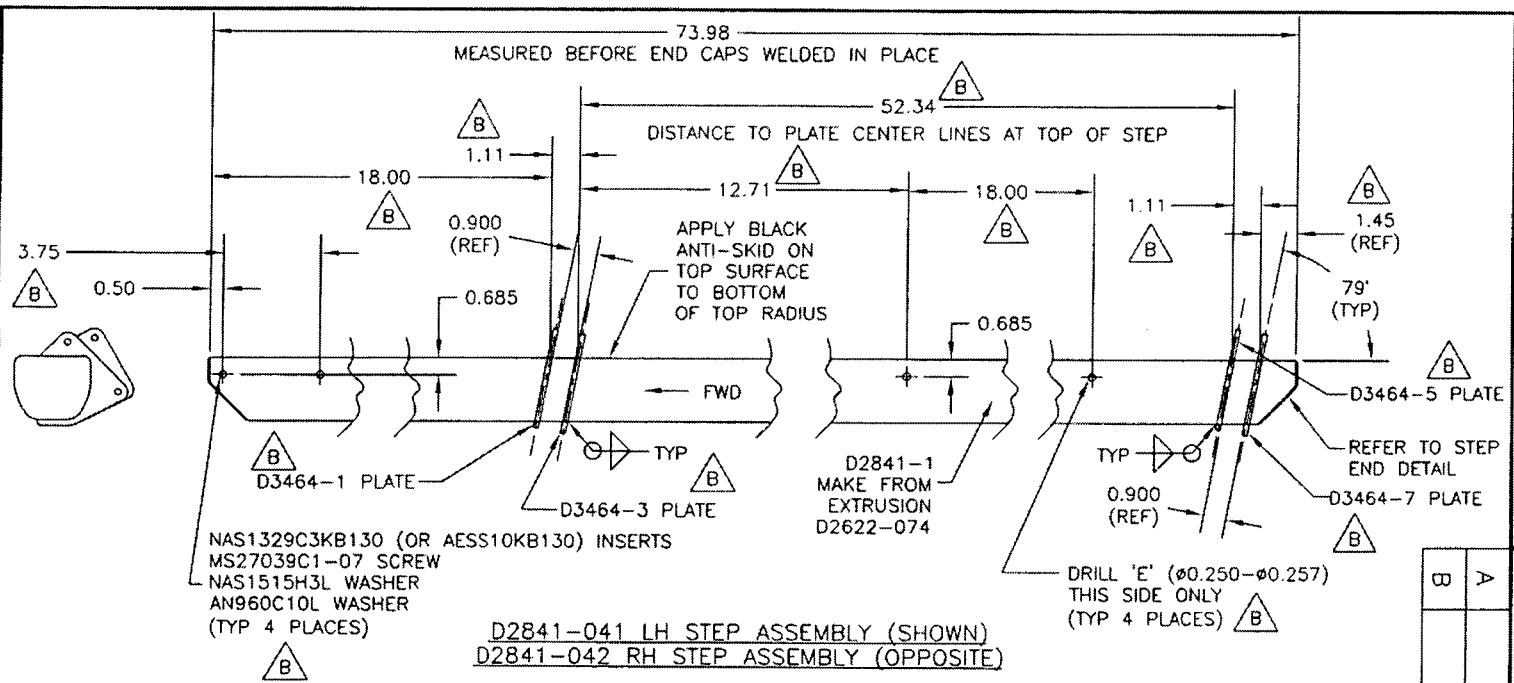 73.98
MEASURED BEFORE END CAPS WELDED IN PLACE
B
52.34
B
DISTANCE TO PLATE CENTER LINES AT TOP OF STEP
1.11
B
18.00
B
12.71
18.00
B
1.11
B
B
1.45
(REF)
3.75
B
0.50
0.900
(REF)
0.685
APPLY BLACK
ANTI-SKID ON
TOP SURFACE
TO BOTTOM
OF TOP RADIUS
0.685
79'
(TYP)
FWD
B
D3464-5 PLATE
REFER TO STEP
END DETAIL
D3464-7 PLATE
B
B
D3464-1 PLATE
TYP
B
D3464-3 PLATE
D2841-1
MAKE FROM
EXTRUSION
D2622-074
TYP
0.900
(REF)
NAS1329C3KB130 (OR AESS10KB130) INSERTS
MS27039C1-07 SCREW
NAS1515H3L WASHER
AN960C10L WASHER
(TYP 4 PLACES)
B
DRILL 'E' (ø0.250-ø0.257)
THIS SIDE ONLY
(TYP 4 PLACES)
B
D2841-041 LH STEP ASSEMBLY (SHOWN)
D2841-042 RH STEP ASSEMBLY (OPPOSITE)
A
B